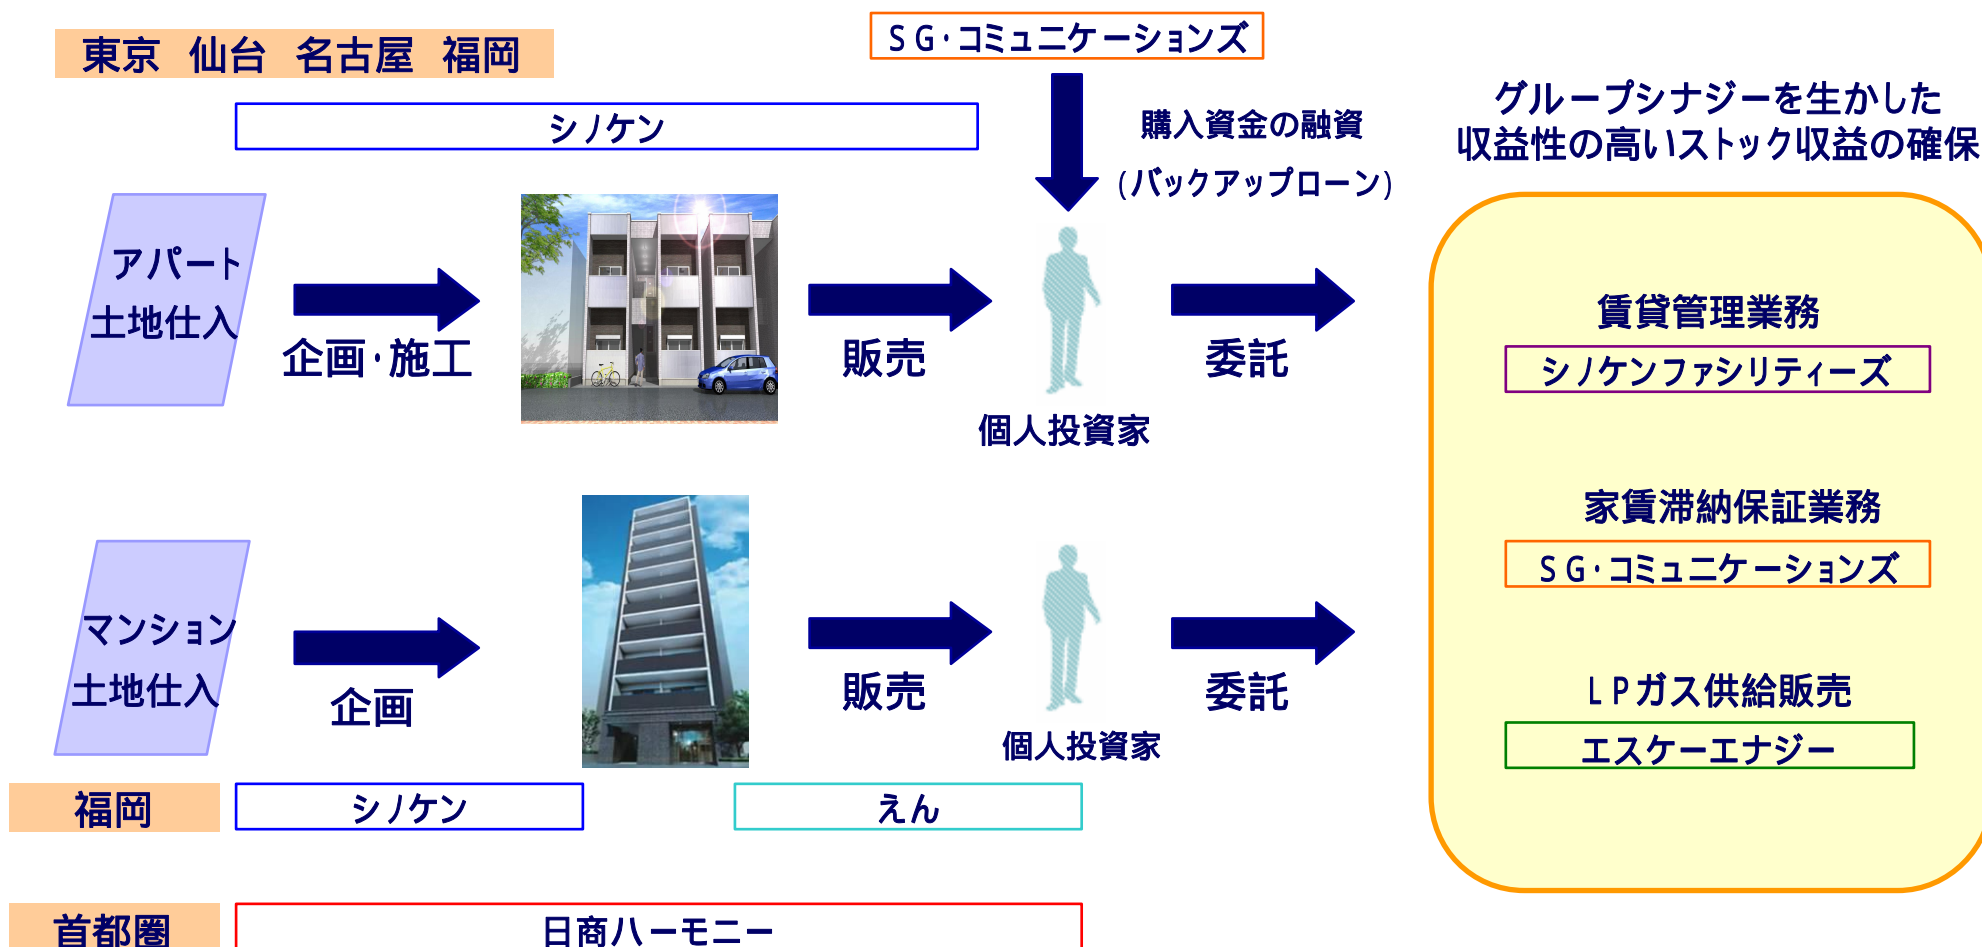 東京 仙台 名古屋 福岡
SG・コミュニケーションズ
シノケン
購入資金の融資
(バックアップローン)
グループシナジーを生かした
収益性の高いストック収益の確保
アパート
土地仕入
企画・施工
販売
個人投資家
委託
賃貸管理業務
シノケンファシリティーズ
家賃滞納保証業務
SG・コミュニケーションズ
LPガス供給販売
エスケーエナジー
マンション
土地仕入
企画
販売
個人投資家
委託
福岡
シノケン
えん
首都圏
日商ハーモニー